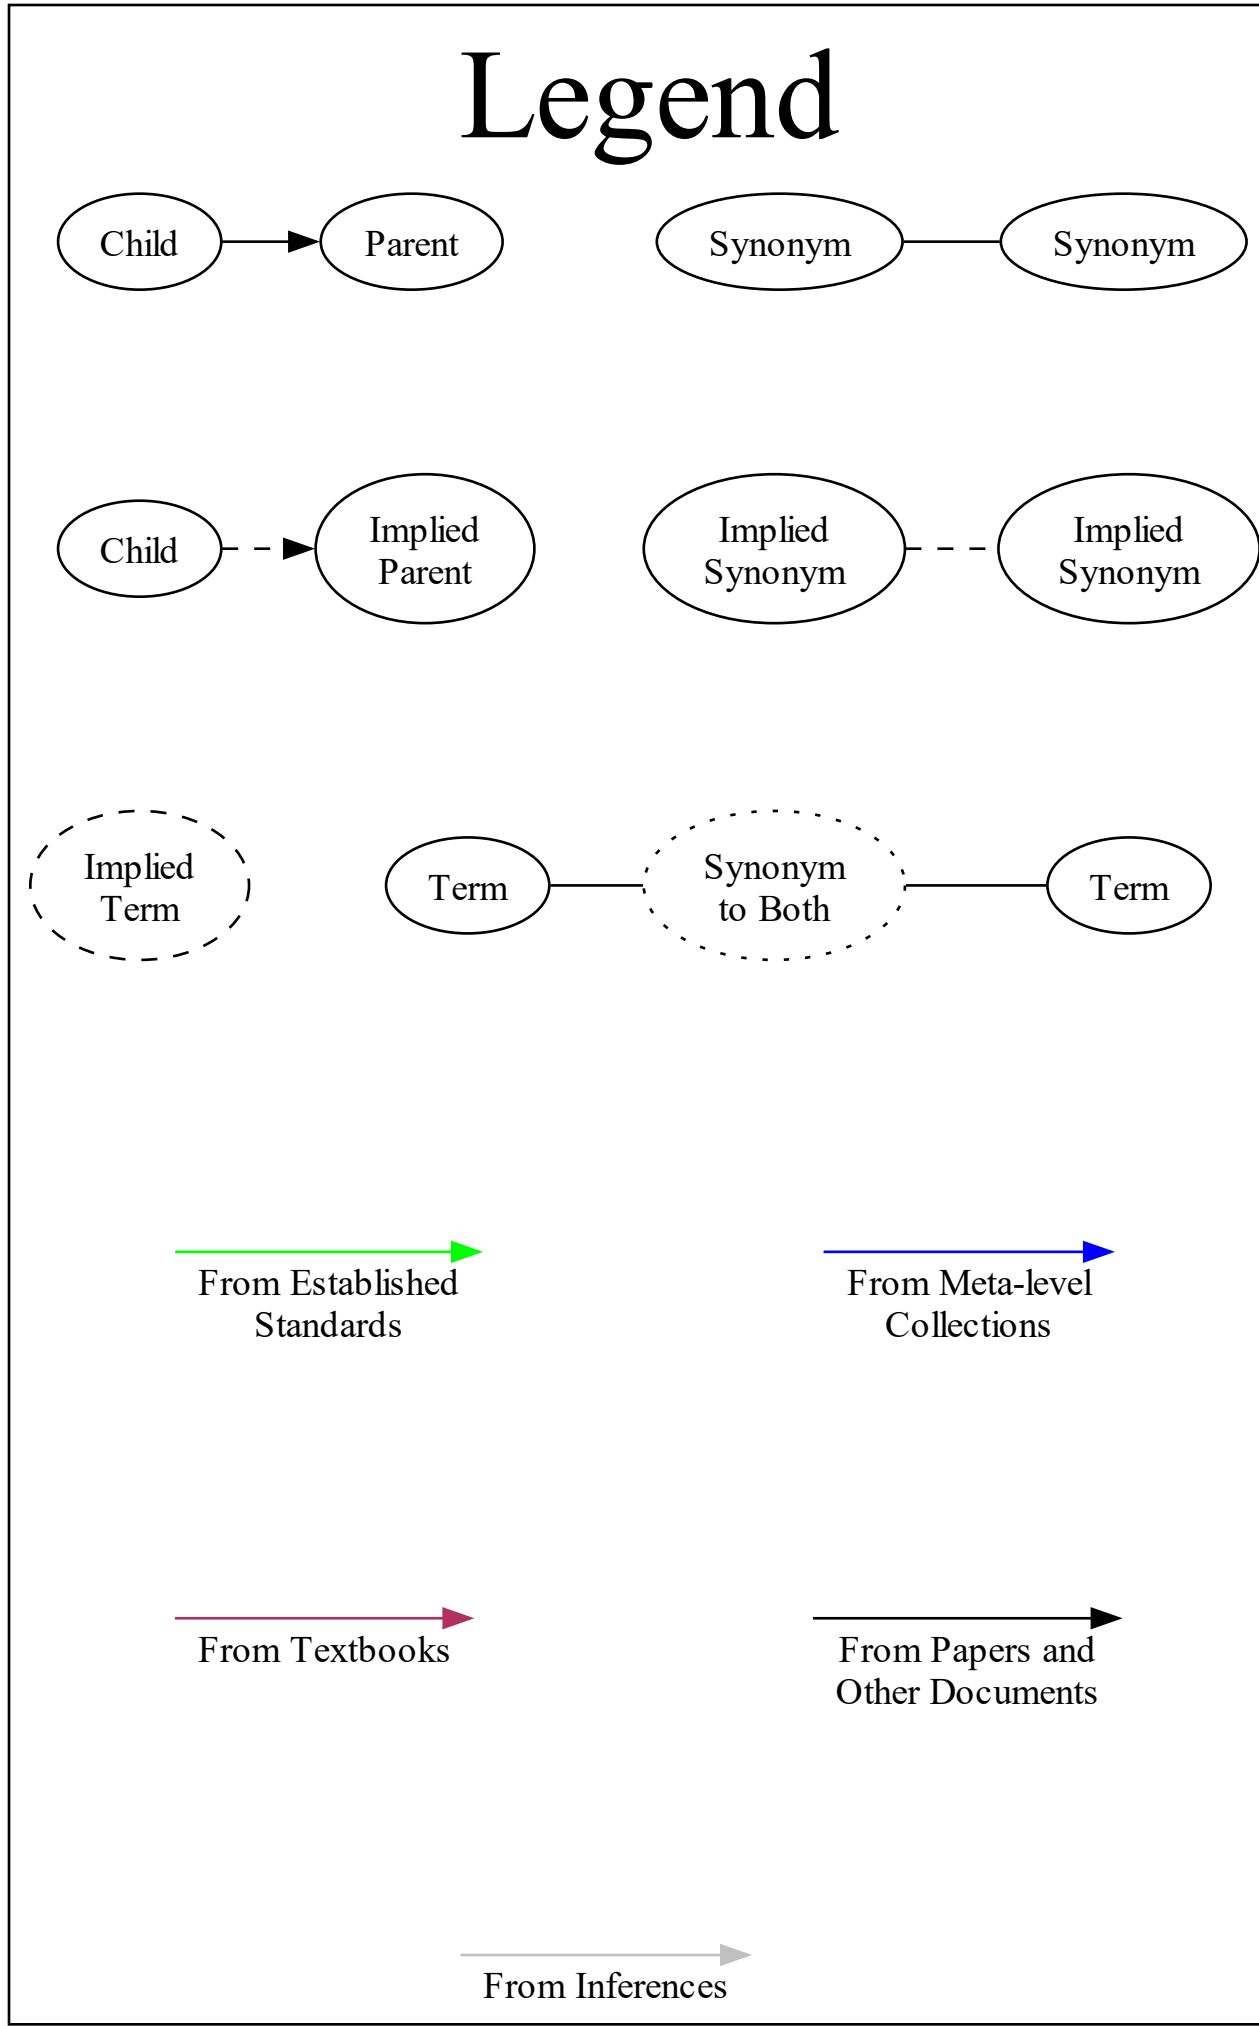 Legend
Child
Parent
Synonym
Synonym
Child
Implied
Parent
Implied
Synonym
Implied
Synonym
Implied
Term
Term
Synonym
to Both
Term
From Established
Standards
From Meta-level
Collections
From Textbooks
From Papers and
Other Documents
From Inferences